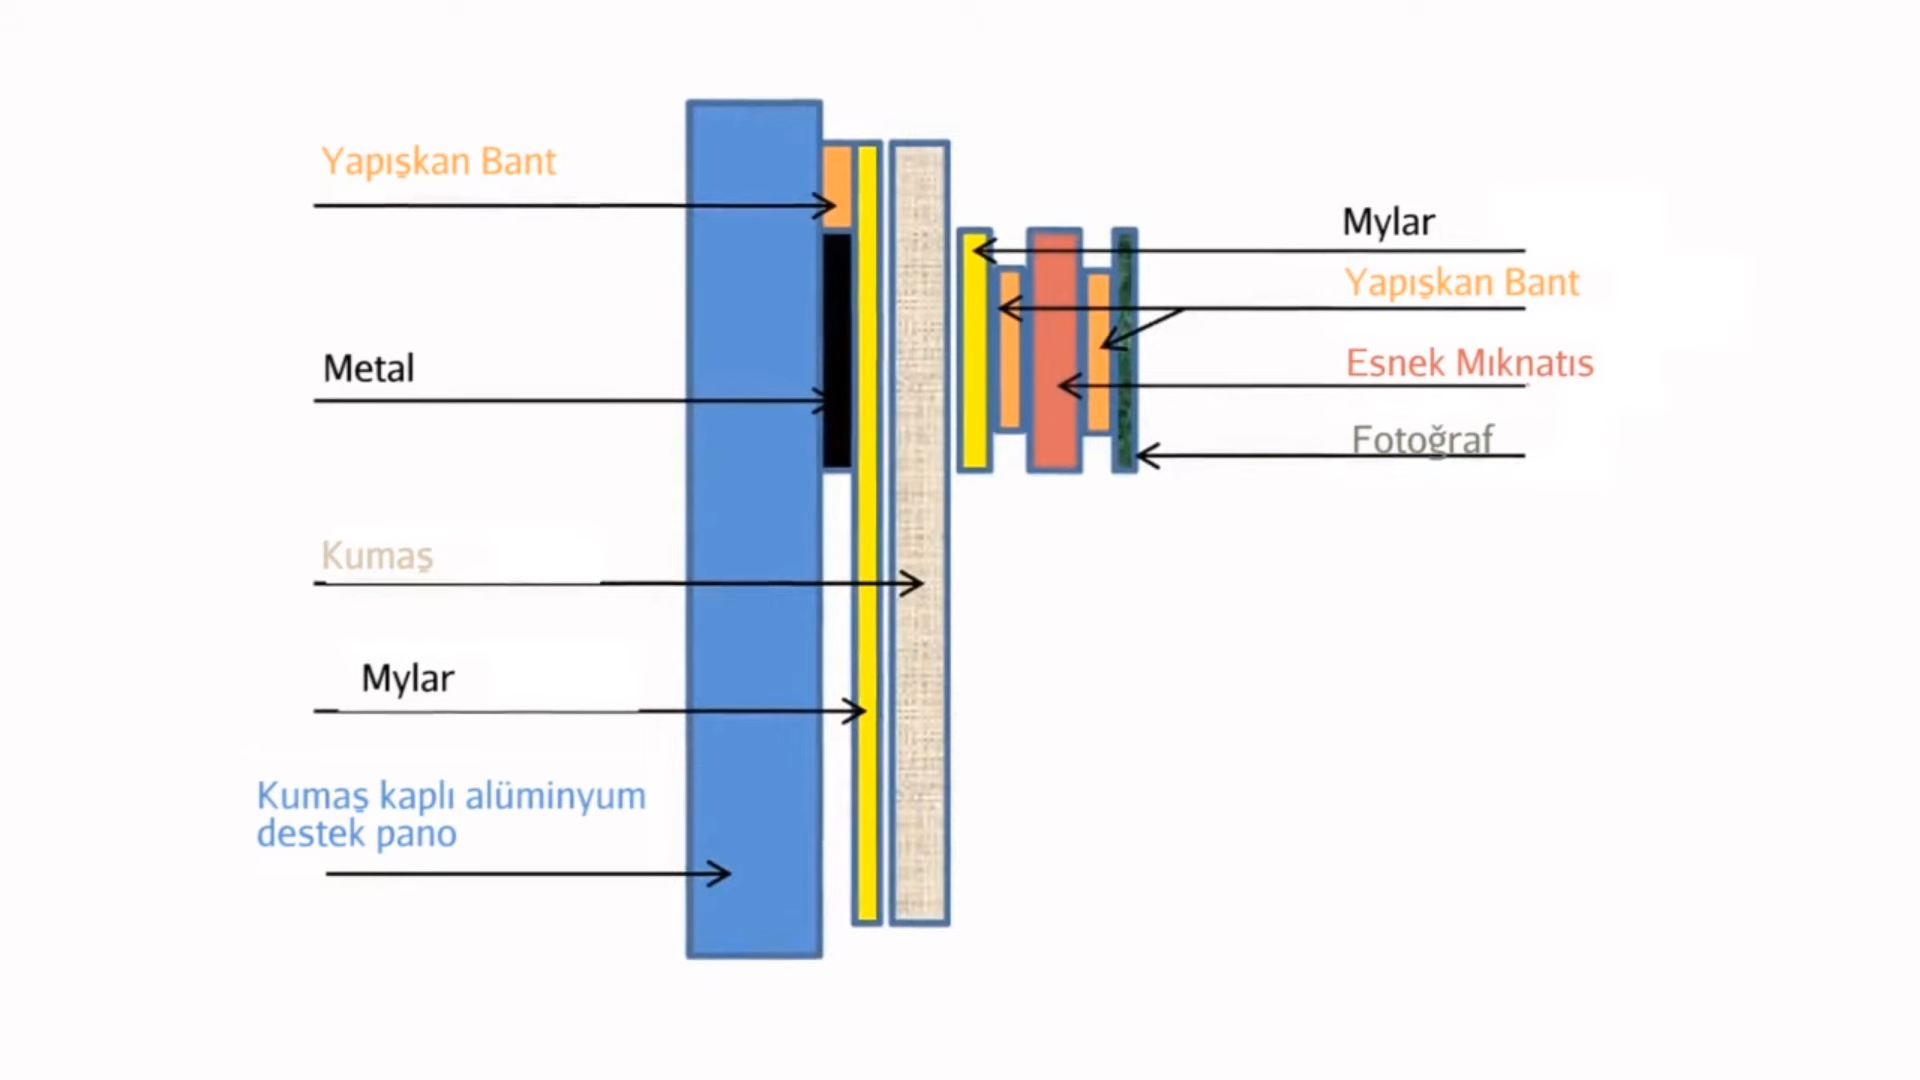 Yapışkan Bant
Metal
Kumaş
Mylar
Kumaş kaplı alüminyum
destek pano
Mylar
Yapışkan Bant
Esnek Mıknatıs
Fotoğraf